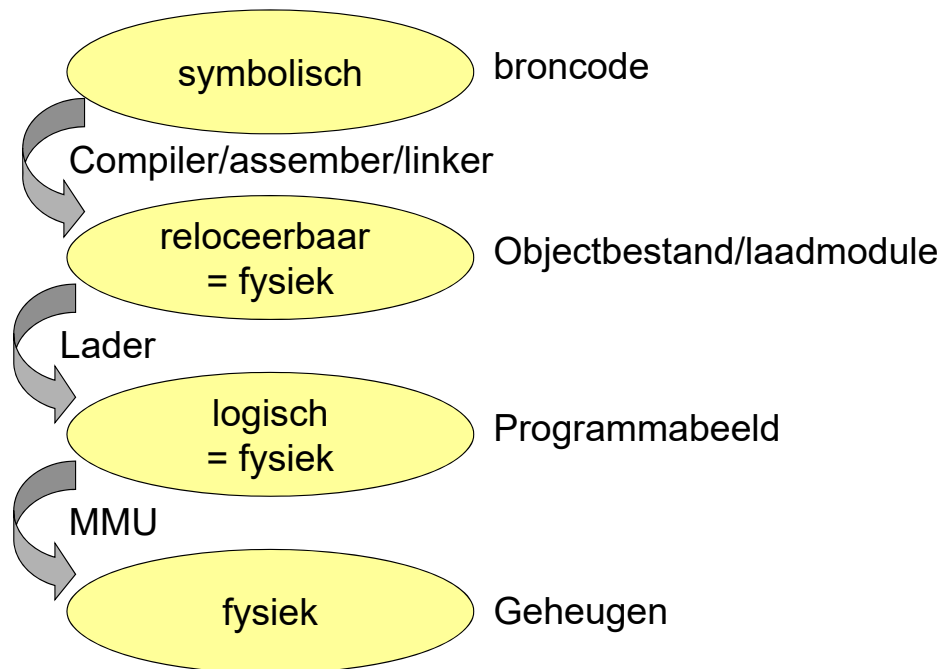 symbolisch
broncode
Compiler/assember/linker
reloceerbaar
= fysiek
Objectbestand/laadmodule
Lader
logisch
= fysiek
Programmabeeld
MMU
fysiek
Geheugen